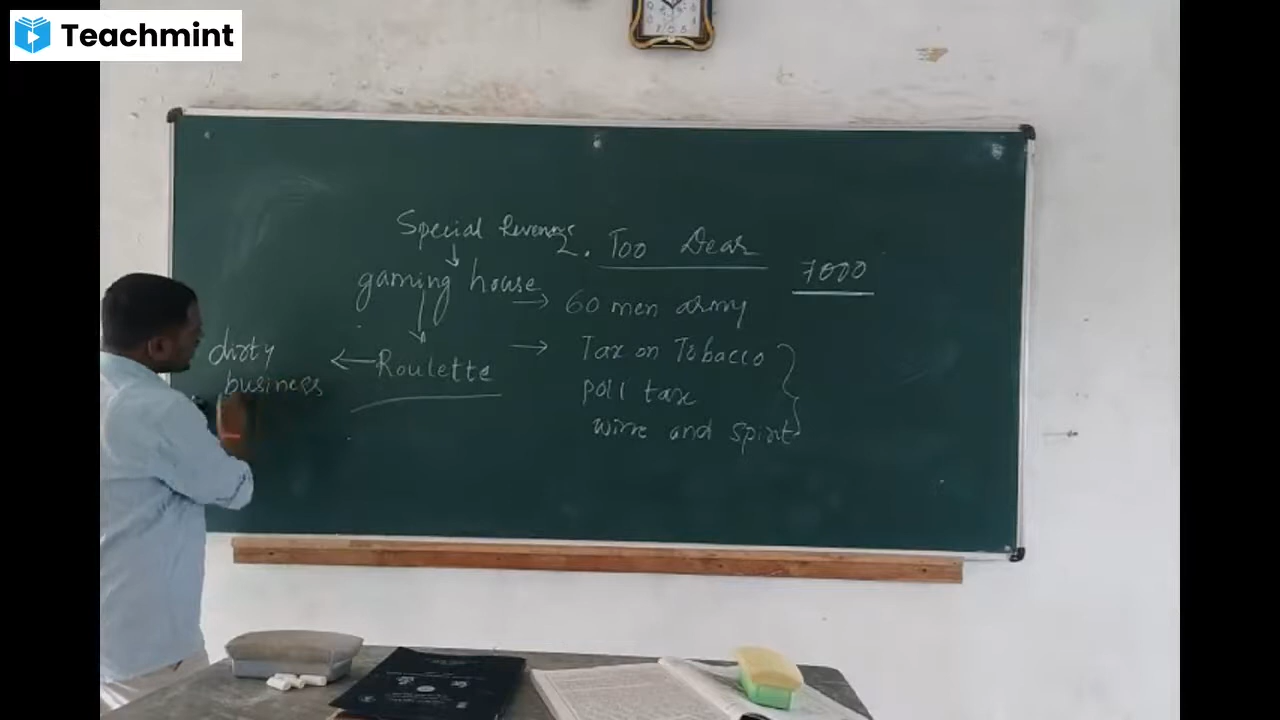 Teachmint
Special Revenue
2. Too Dear
7000
gaming house
→ 60 men army
dirty
business
← Roulette
→ Tax on Tobacco
Poll tax
wine and spirit